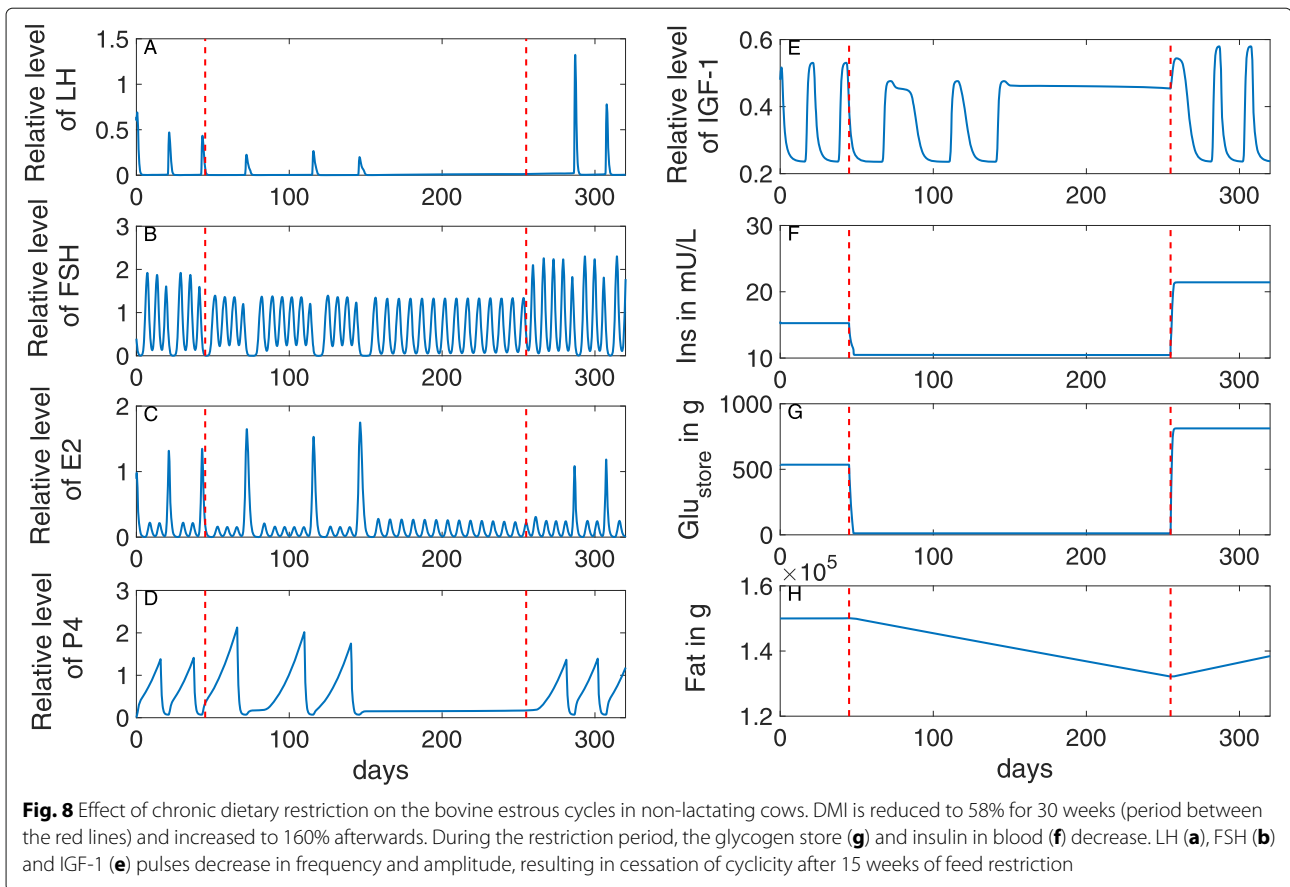 A
Relative level
of LH
1.5
1
0.5
0
0 100 200 300
B
Relative level
of FSH
3
2
1
0
0 100 200 300
C
Relative level
of E2
2
1
0
0 100 200 300
D
Relative level
of P4
3
2
1
0
0 100 200 300
days
E
Relative level
of IGF-1
0.6
0.4
0.2
0 100 200 300
F
Ins in mU/L
30
20
10
0 100 200 300
G
Glu_store in g
1000
500
0
0 100 200 300
×10^5
H
Fat in g
1.6
1.4
1.2
0 100 200 300
days
Fig. 8 Effect of chronic dietary restriction on the bovine estrous cycles in non-lactating cows. DMI is reduced to 58% for 30 weeks (period between
the red lines) and increased to 160% afterwards. During the restriction period, the glycogen store (g) and insulin in blood (f) decrease. LH (a), FSH (b)
and IGF-1 (e) pulses decrease in frequency and amplitude, resulting in cessation of cyclicity after 15 weeks of feed restriction